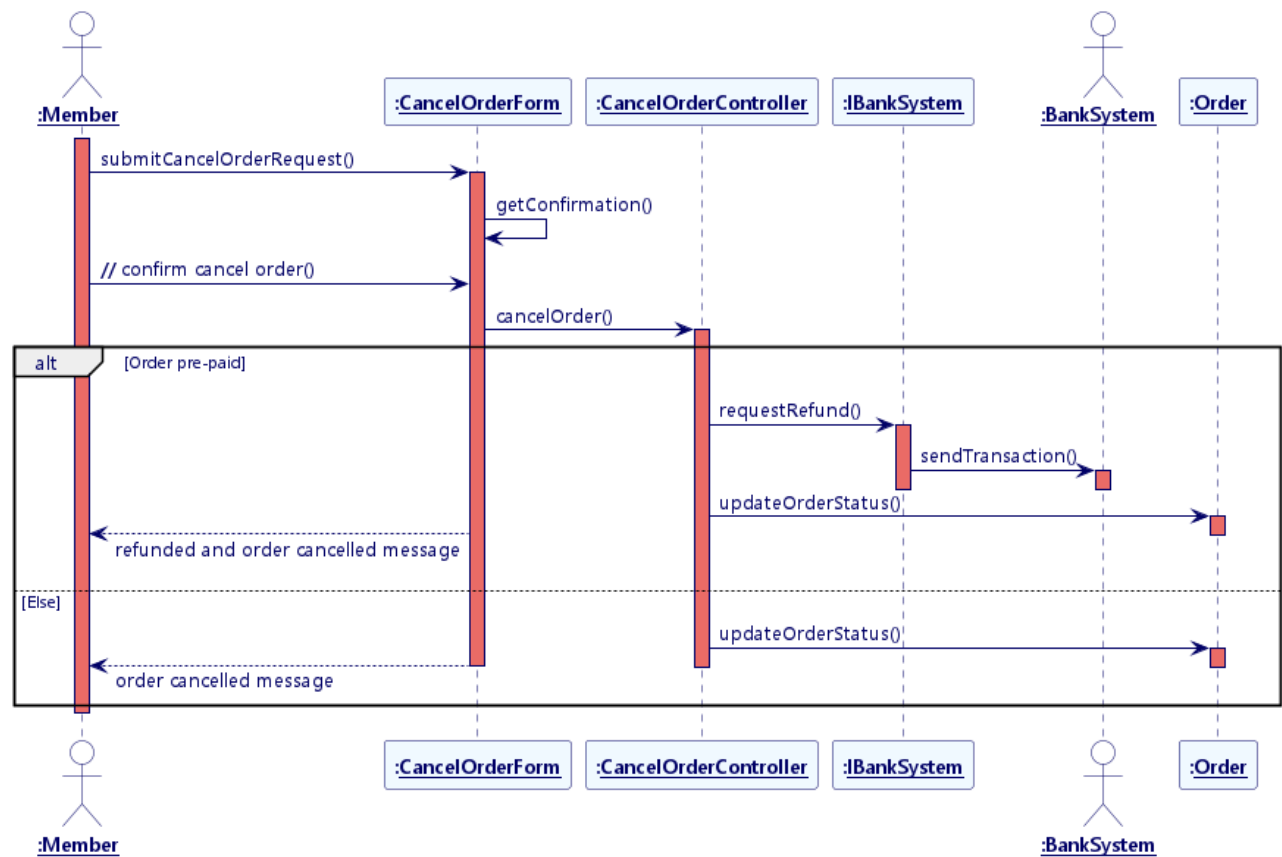 :Member
:CancelOrderForm
:CancelOrderController
:IBankSystem
:BankSystem
:Order
submitCancelOrderRequest()
getConfirmation()
// confirm cancel order()
cancelOrder()
alt
[Order pre-paid]
requestRefund()
sendTransaction()
updateOrderStatus()
refunded and order cancelled message
[Else]
updateOrderStatus()
order cancelled message
:CancelOrderForm
:CancelOrderController
:IBankSystem
:Order
:Member
:BankSystem